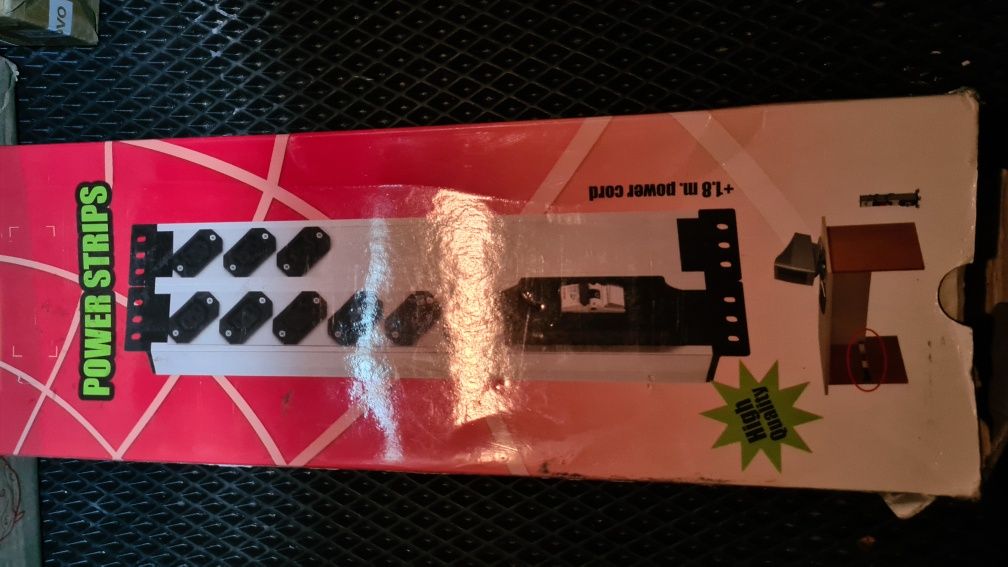 POWER STRIPS
+1.8 m. power cord
High
Quality